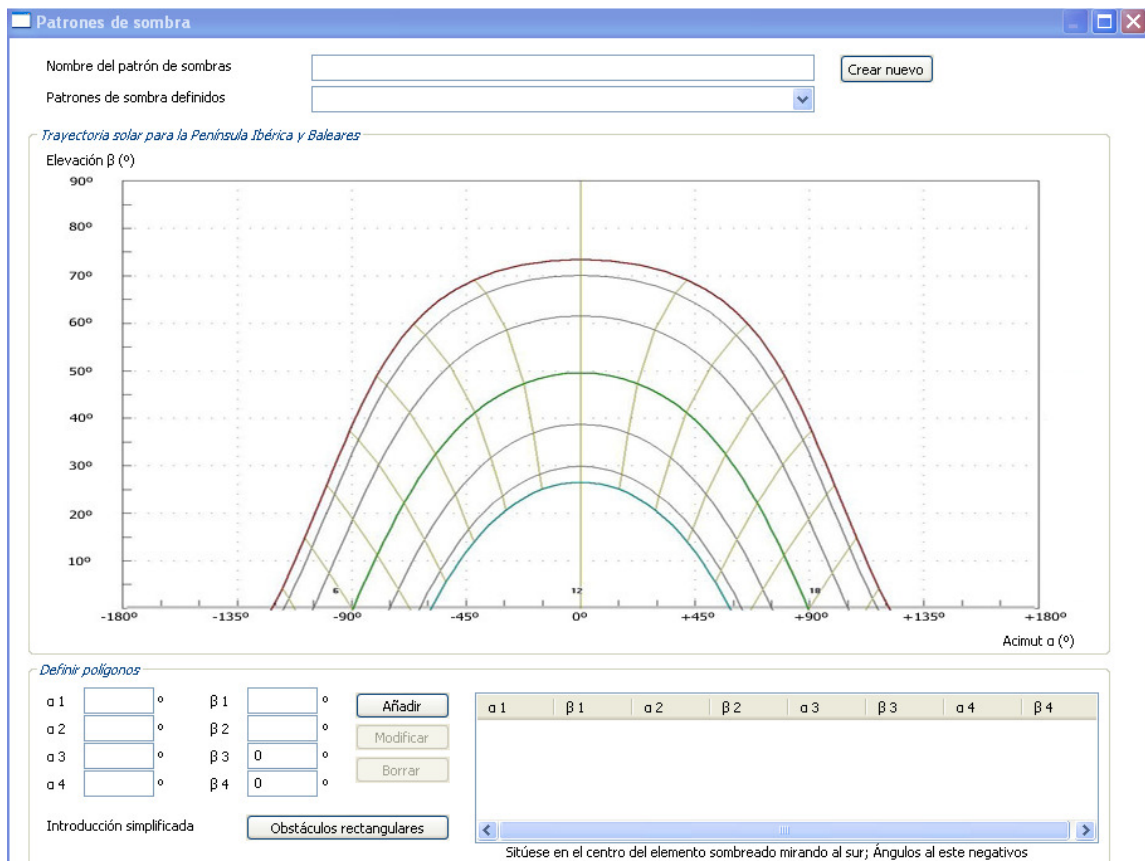 Patrones de sombra
Nombre del patrón de sombras
Crear nuevo
Patrones de sombra definidos
Trayectoria solar para la Península Ibérica y Baleares
Elevación β (º)
90º
80º
70º
60º
50º
40º
30º
20º
10º
6 12 18
-180º -135º -90º -45º 0º +45º +90º +135º +180º
Acimut α (º)
Definir polígonos
α 1 º β 1 º Añadir
α 2 º β 2 º Modificar
α 3 º β 3 0 º Borrar
α 4 º β 4 0 º
α 1 β 1 α 2 β 2 α 3 β 3 α 4 β 4
Introducción simplificada Obstáculos rectangulares
Sitúese en el centro del elemento sombreado mirando al sur; Ángulos al este negativos